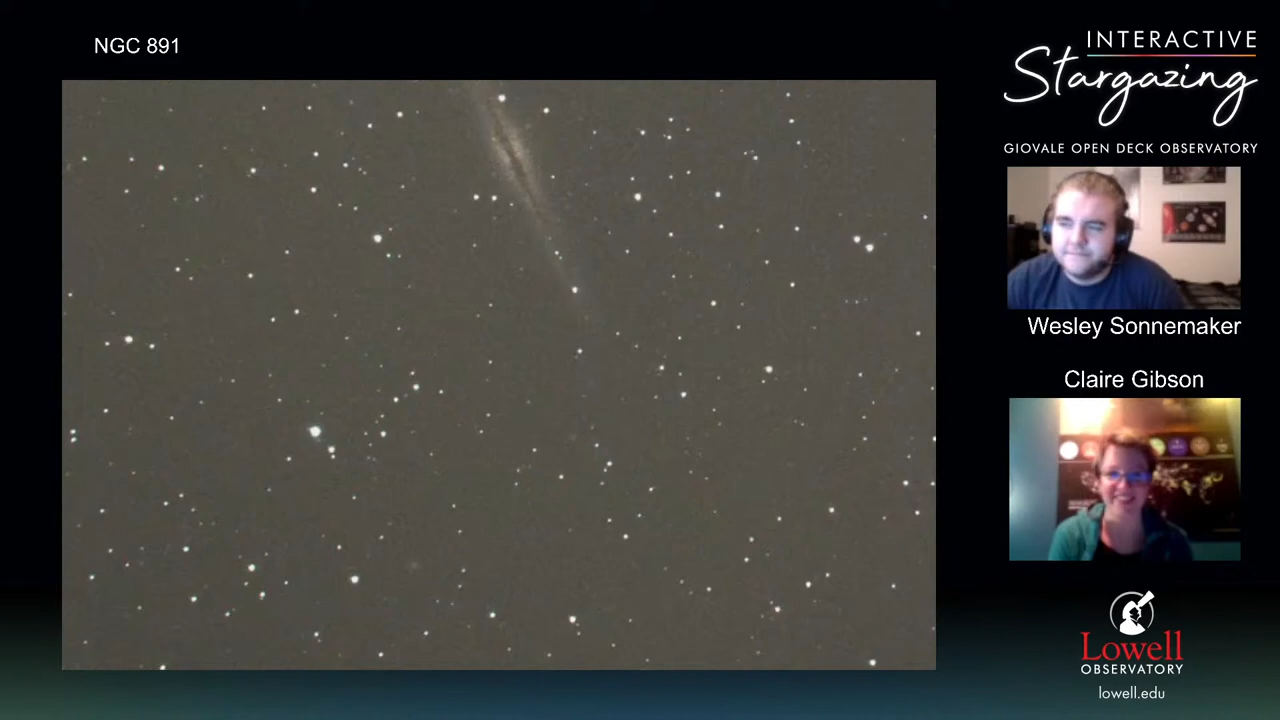 NGC 891
INTERACTIVE
Stargazing
GIOVALE OPEN DECK OBSERVATORY
Wesley Sonnemaker
Claire Gibson
Lowell
OBSERVATORY
lowell.edu